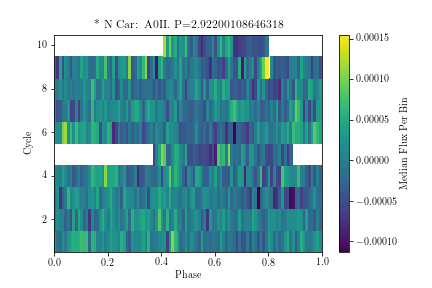 * N Car: A0II. P=2.92200108646318
10
8
6
4
2
Cycle
0.0 0.2 0.4 0.6 0.8 1.0
Phase
0.00015
0.00010
0.00005
0.00000
−0.00005
−0.00010
Median Flux Per Bin